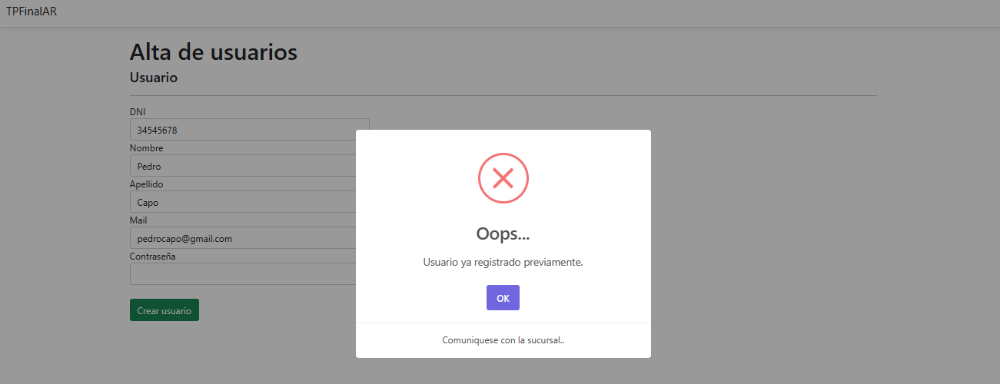 TPFinalAR
Alta de usuarios
Usuario
DNI
34545678
Nombre
Pedro
Apellido
Capo
Mail
pedrocapo@gmail.com
Contraseña
Crear usuario
Oops...
Usuario ya registrado previamente.
OK
Comuniquese con la sucursal..